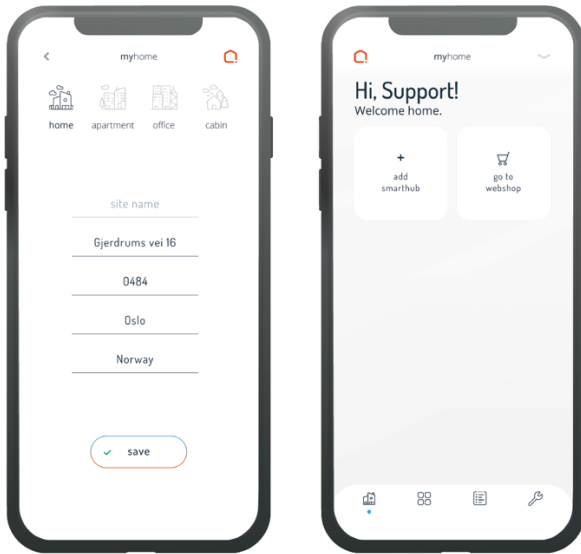 myhome
home apartment office cabin
site name
Gjerdrums vei 16
0484
Oslo
Norway
save
myhome
Hi, Support!
Welcome home.
+
add
smarthub
go to
webshop